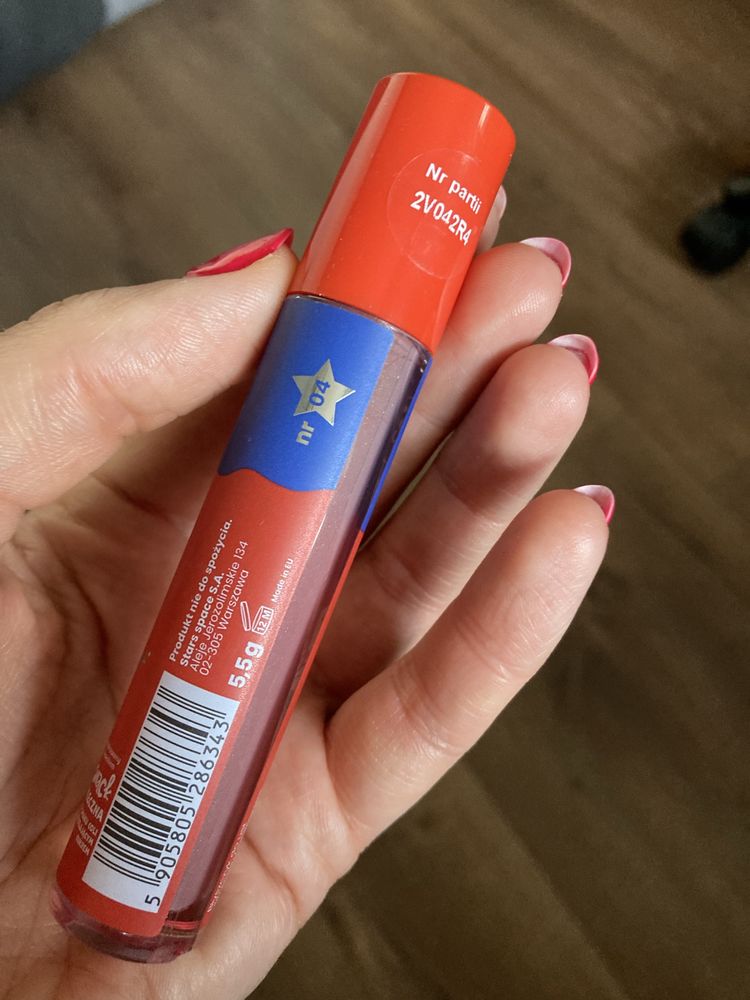 Nr partii
2V042R4
nr 04
Produkt nie do spożycia.
Stars space S.A.
Aleje Jerozolimskie 134
02-305 Warszawa
5,5g
12 M
Made in EU
5 905805 286343